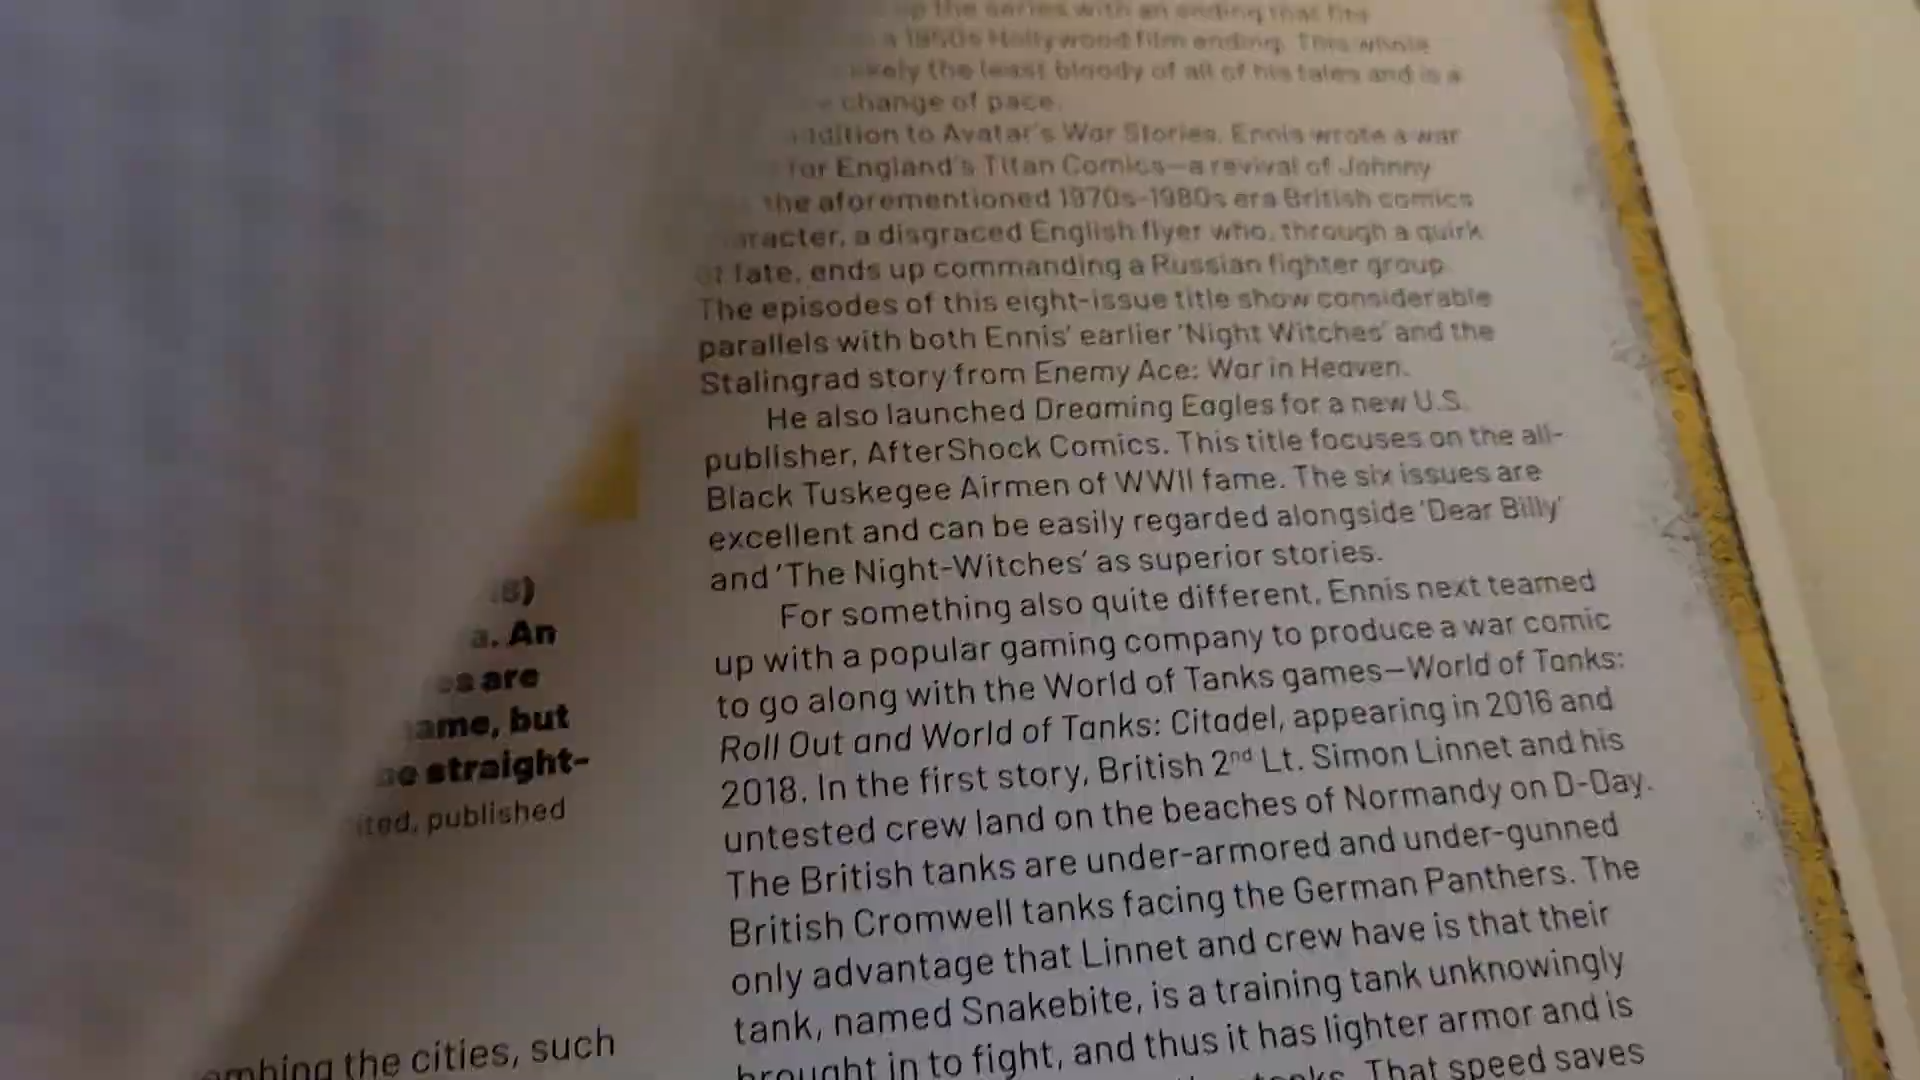 (partial) up the series with an ending that fits
a 1950s Hollywood film ending. This whole
the least bloody of all of his tales and is a
change of pace.
to Avatar's War Stories, Ennis wrote a war
for England's Titan Comics—a revival of Johnny
the aforementioned 1970s-1980s era British comics
a disgraced English flyer who, through a quirk
of fate, ends up commanding a Russian fighter group.
The episodes of this eight-issue title show considerable
parallels with both Ennis' earlier 'Night Witches' and the
Stalingrad story from Enemy Ace: War in Heaven.
He also launched Dreaming Eagles for a new U.S.
publisher, AfterShock Comics. This title focuses on the all-
Black Tuskegee Airmen of WWII fame. The six issues are
excellent and can be easily regarded alongside 'Dear Billy'
and 'The Night-Witches' as superior stories.
For something also quite different, Ennis next teamed
up with a popular gaming company to produce a war comic
to go along with the World of Tanks games—World of Tanks:
Roll Out and World of Tanks: Citadel, appearing in 2016 and
2018. In the first story, British 2nd Lt. Simon Linnet and his
untested crew land on the beaches of Normandy on D-Day.
The British tanks are under-armored and under-gunned
British Cromwell tanks facing the German Panthers. The
only advantage that Linnet and crew have is that their
tank, named Snakebite, is a training tank unknowingly
brought in to fight, and thus it has lighter armor and is
tanks. That speed saves
An
are
but
straight-
published
the cities, such